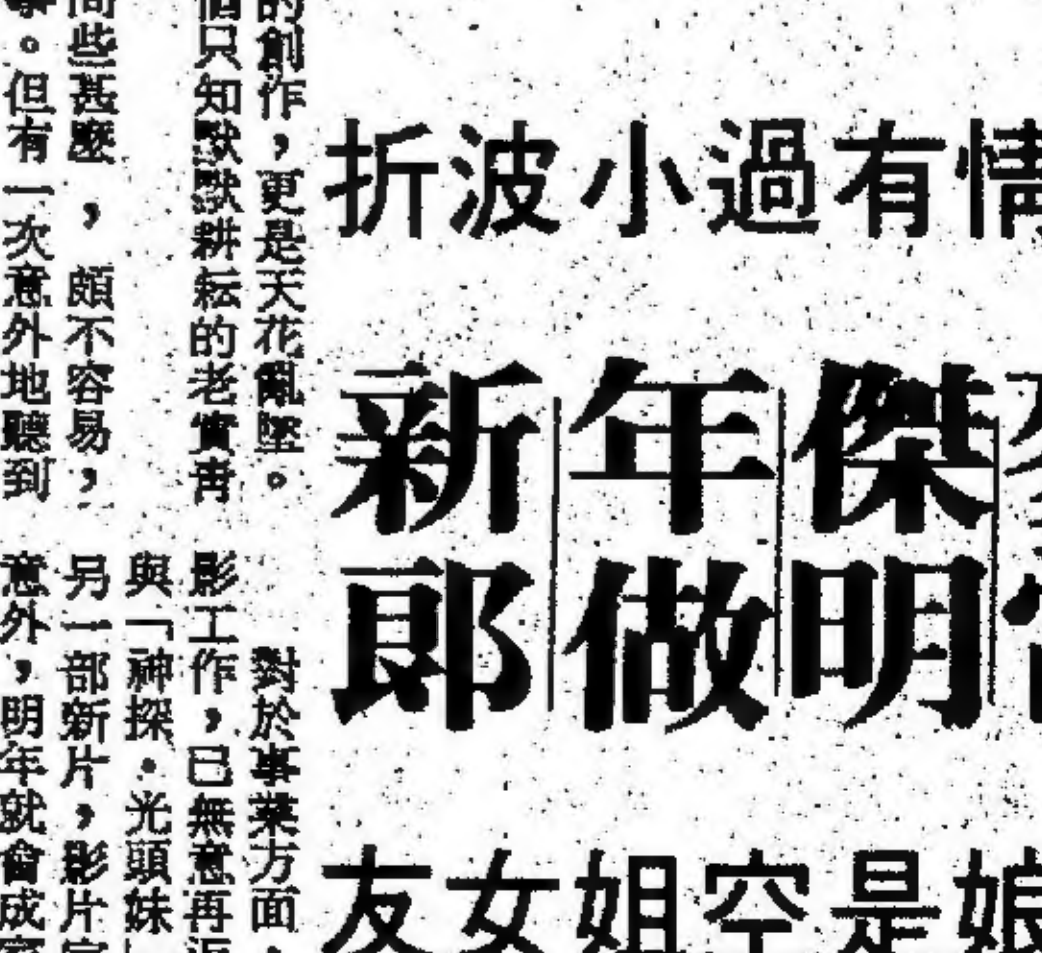 情有過小波折
傑明
年做
新郎
娘是空姐女友
的創作，更是天花亂墜。
個只知默默耕耘的老實青
問些甚麼，頗不容易，
。但有一次意外地聽到
對於事業方面，
影工作，已無意再返
與「神探．光頭妹」
另一部新片，影片
意外，明年就會成